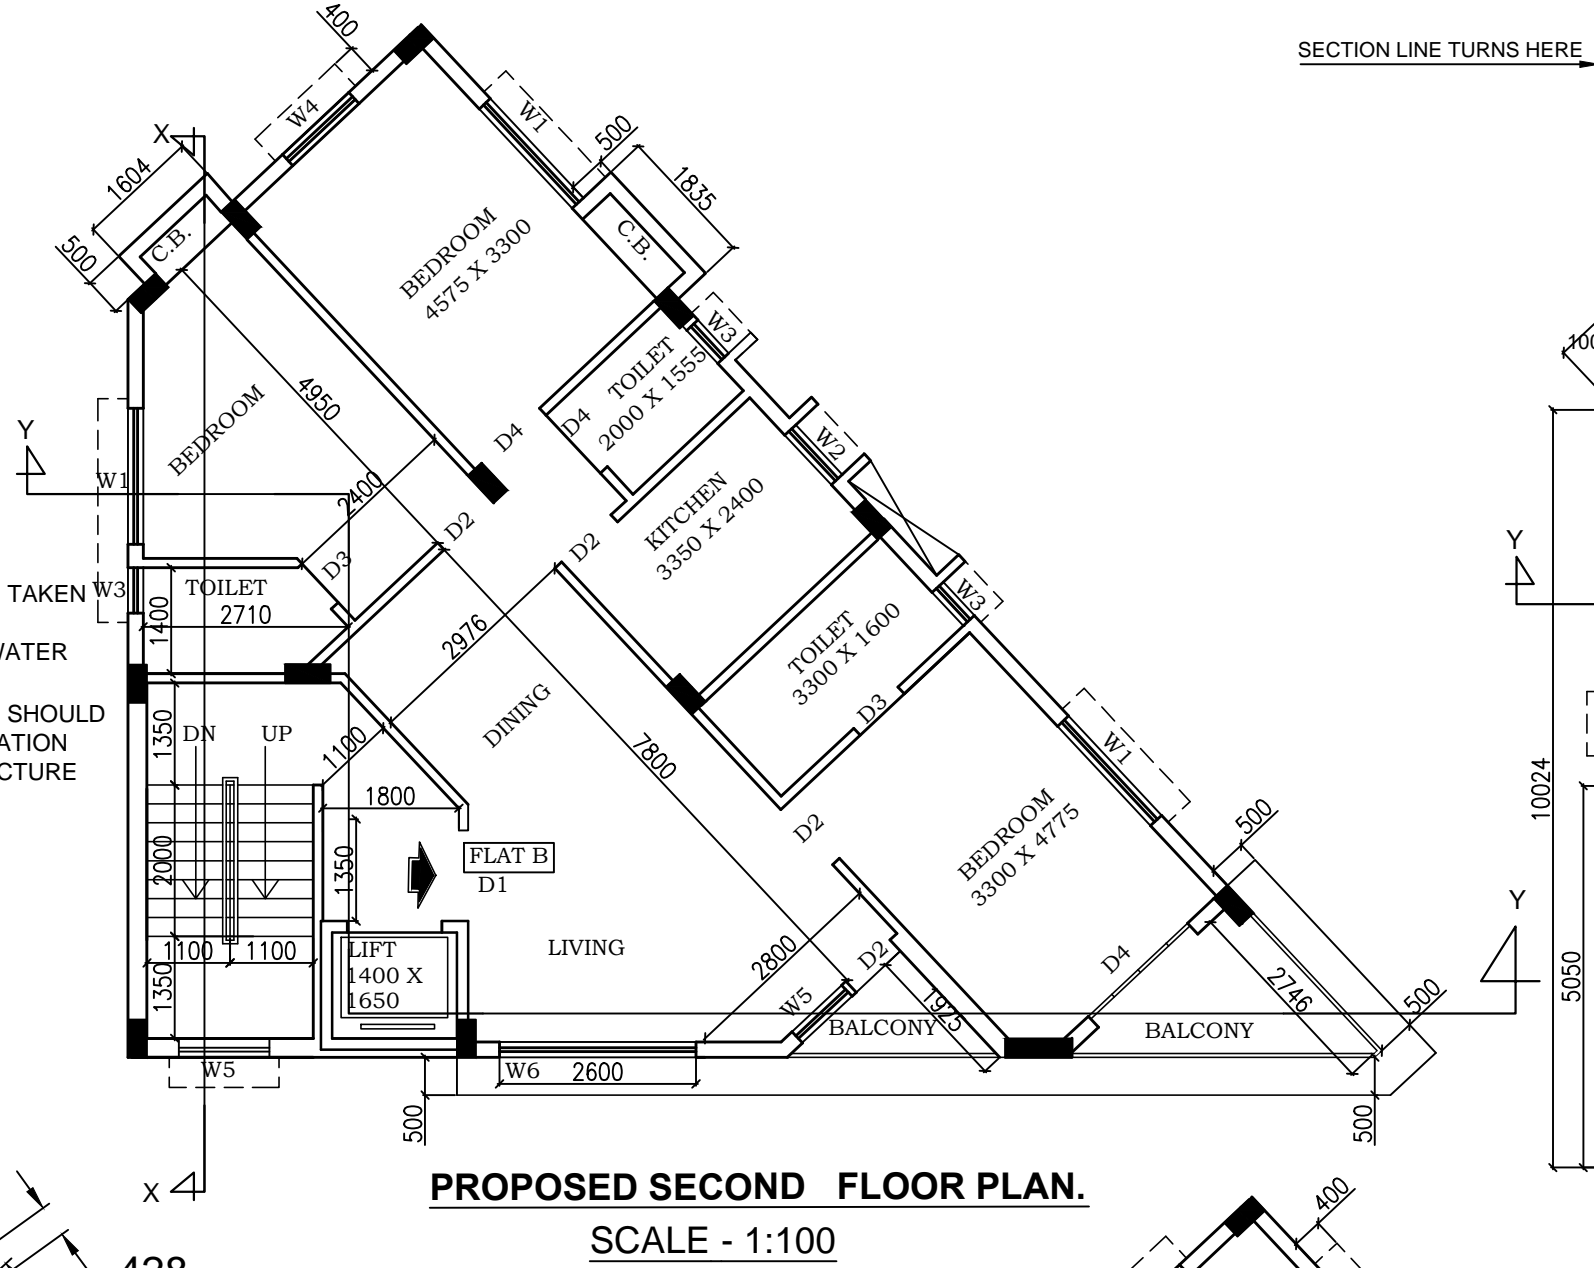 SECTION LINE TURNS HERE
400
W4
W1
500
X
1604
1835
500
C.B.
C.B.
BEDROOM
4575 X 3300
W3
TOILET
2000 X 1555
4950
BEDROOM
D4
D4
W2
Y
W1
2400
KITCHEN
3350 X 2400
D2
D2
D3
Y
TAKEN
W3
TOILET
2710
1400
2976
W3
TOILET
3300 X 1600
WATER
SHOULD
DINING
D3
DN
UP
1350
1100
7800
W1
CTURE
1800
10024
D2
BEDROOM
3300 X 4775
500
2000
1350
FLAT B
D1
Y
1100
1100
LIFT
1400 X
1650
LIVING
2800
D2
D4
5050
1350
W5
1925
2746
500
BALCONY
BALCONY
W5
W6
2600
500
500
X
PROPOSED SECOND FLOOR PLAN.
SCALE - 1:100
400